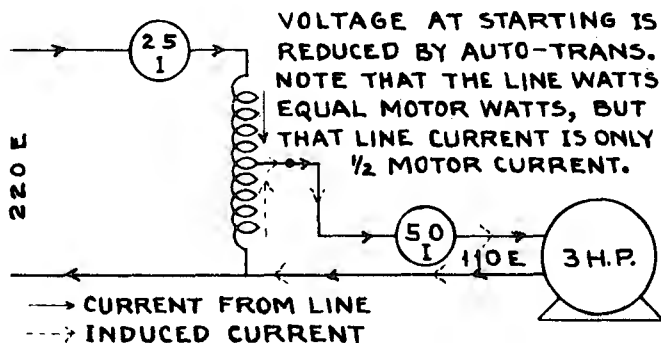 VOLTAGE AT STARTING IS
REDUCED BY AUTO-TRANS.
NOTE THAT THE LINE WATTS
EQUAL MOTOR WATTS, BUT
THAT LINE CURRENT IS ONLY
½ MOTOR CURRENT.
25
I
220 E
50
I
110 E
3 H.P.
CURRENT FROM LINE
INDUCED CURRENT